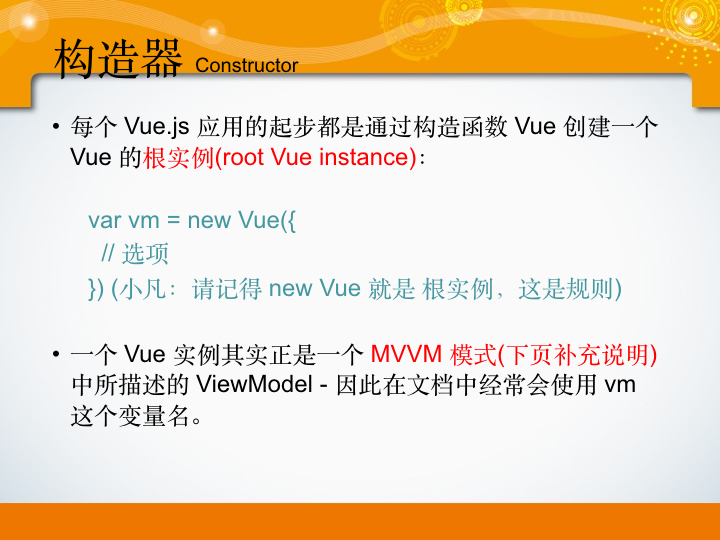 构造器 Constructor
• 每个 Vue.js 应用的起步都是通过构造函数 Vue 创建一个
Vue 的根实例(root Vue instance)：
var vm = new Vue({
// 选项
}) (小凡：请记得 new Vue 就是 根实例，这是规则)
• 一个 Vue 实例其实正是一个 MVVM 模式(下页补充说明)
中所描述的 ViewModel - 因此在文档中经常会使用 vm
这个变量名。